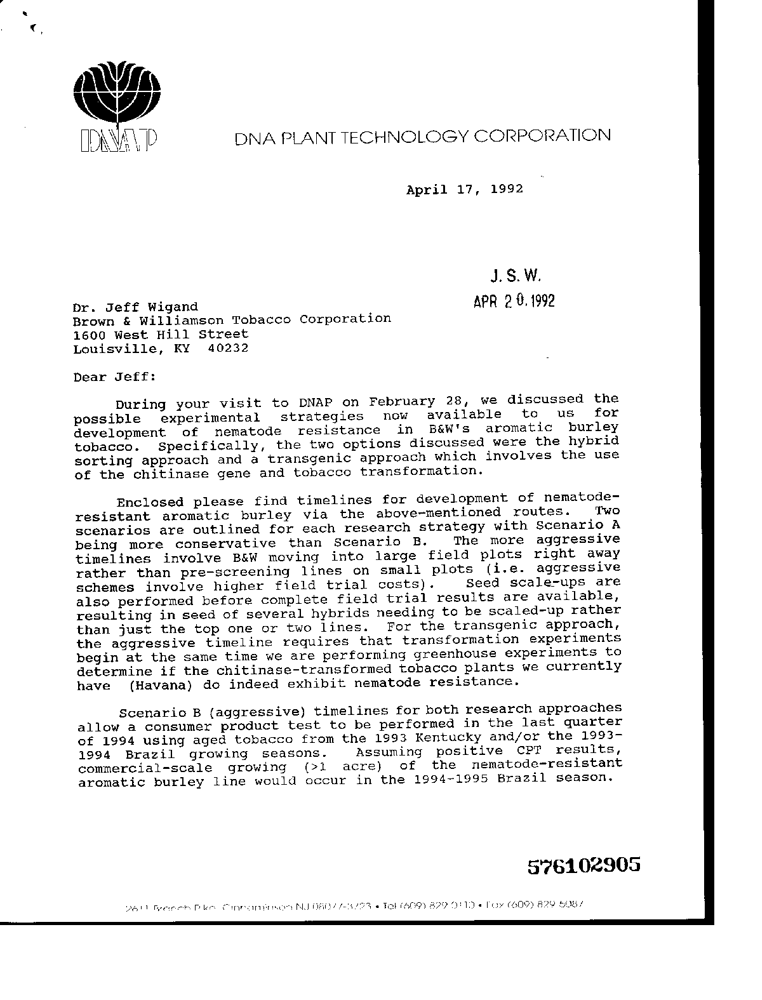 DNAP
DNA PLANT TECHNOLOGY CORPORATION
April 17, 1992
J. S. W.
APR 20. 1992
Dr. Jeff Wigand
Brown & Williamson Tobacco Corporation
1600 West Hill Street
Louisville, KY 40232
Dear Jeff:
During your visit to DNAP on February 28, we discussed the
possible experimental strategies now available to us for
development of nematode resistance in B&W's aromatic burley
tobacco. Specifically, the two options discussed were the hybrid
sorting approach and a transgenic approach which involves the use
of the chitinase gene and tobacco transformation.
Enclosed please find timelines for development of nematode-
resistant aromatic burley via the above-mentioned routes. Two
scenarios are outlined for each research strategy with Scenario A
being more conservative than Scenario B. The more aggressive
timelines involve B&W moving into large field plots right away
rather than pre-screening lines on small plots (i.e. aggressive
schemes involve higher field trial costs). Seed scale-ups are
also performed before complete field trial results are available,
resulting in seed of several hybrids needing to be scaled-up rather
than just the top one or two lines. For the transgenic approach,
the aggressive timeline requires that transformation experiments
begin at the same time we are performing greenhouse experiments to
determine if the chitinase-transformed tobacco plants we currently
have (Havana) do indeed exhibit nematode resistance.
Scenario B (aggressive) timelines for both research approaches
allow a consumer product test to be performed in the last quarter
of 1994 using aged tobacco from the 1993 Kentucky and/or the 1993-
1994 Brazil growing seasons. Assuming positive CPT results,
commercial-scale growing (>1 acre) of the nematode-resistant
aromatic burley line would occur in the 1994-1995 Brazil season.
576102905
Cinnaminson NJ 08077-3723 • Tel (609) 829 0110 • Fax (609) 829 5087